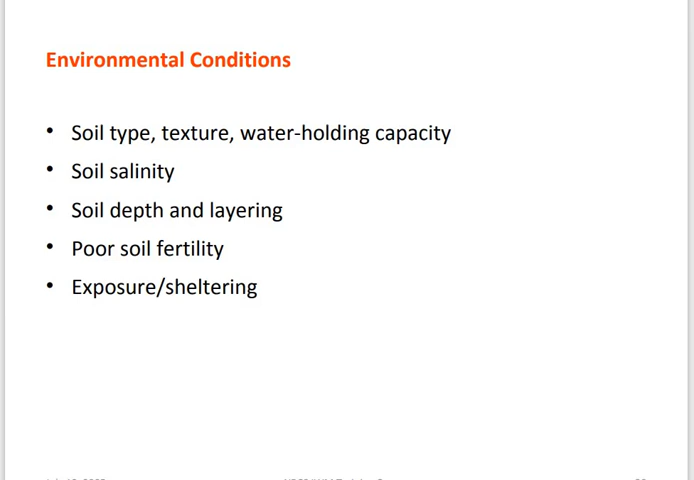 Environmental Conditions
• Soil type, texture, water-holding capacity
• Soil salinity
• Soil depth and layering
• Poor soil fertility
• Exposure/sheltering